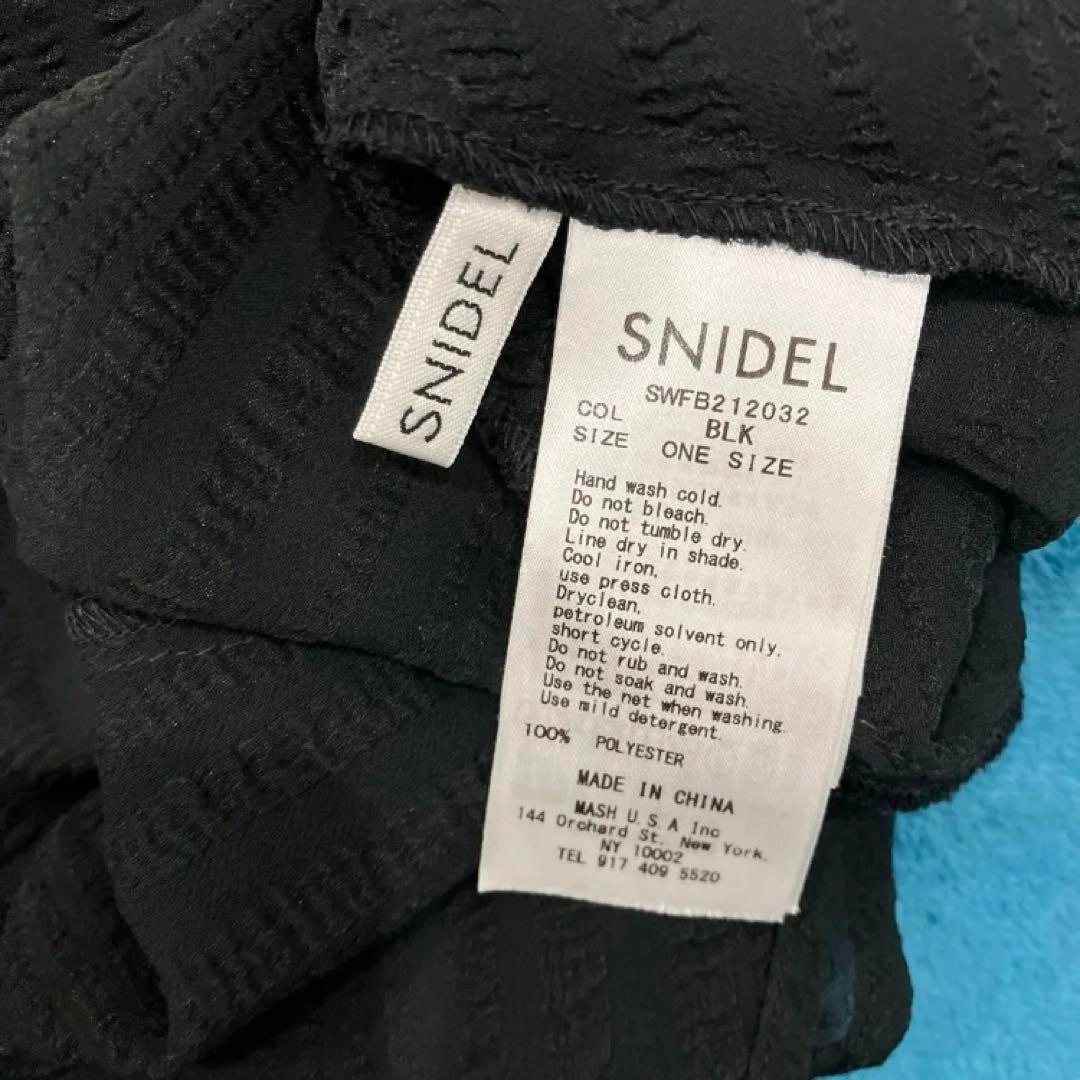 SNIDEL
SNIDEL
SWFB212032
COL BLK
SIZE ONE SIZE
Hand wash cold.
Do not bleach.
Do not tumble dry.
Line dry in shade.
Cool iron,
use press cloth.
Dryclean,
petroleum solvent only,
short cycle.
Do not rub and wash.
Do not soak and wash.
Use the net when washing.
Use mild detergent.
100% POLYESTER
MADE IN CHINA
MASH U.S.A Inc
144 Orchard St. New York,
NY 10002
TEL 917 409 5520